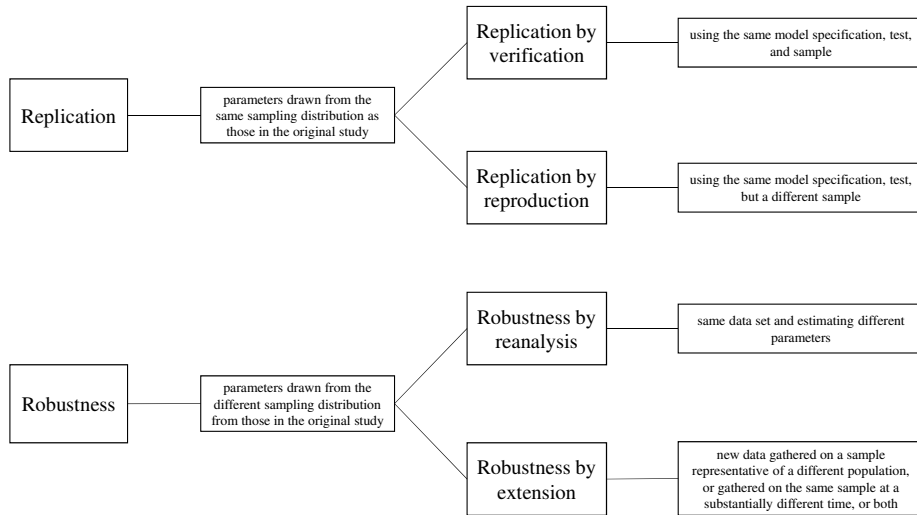 Replication
parameters drawn from the
same sampling distribution as
those in the original study
Replication by
verification
using the same model specification, test,
and sample
Replication by
reproduction
using the same model specification, test,
but a different sample
Robustness
parameters drawn from the
different sampling distribution
from those in the original study
Robustness by
reanalysis
same data set and estimating different
parameters
Robustness by
extension
new data gathered on a sample
representative of a different population,
or gathered on the same sample at a
substantially different time, or both